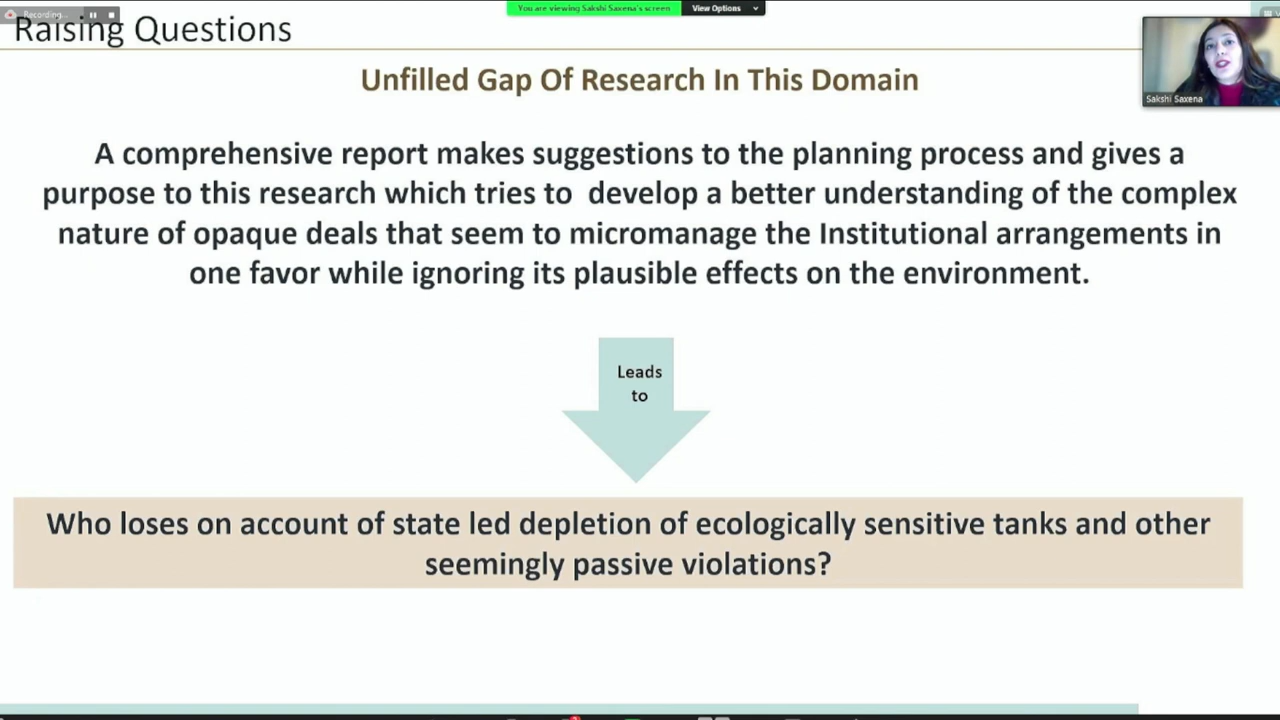 Recording...
You are viewing Sakshi Saxena's screen
View Options
Raising Questions
Sakshi Saxena
Unfilled Gap Of Research In This Domain
A comprehensive report makes suggestions to the planning process and gives a
purpose to this research which tries to develop a better understanding of the complex
nature of opaque deals that seem to micromanage the Institutional arrangements in
one favor while ignoring its plausible effects on the environment.
Leads
to
Who loses on account of state led depletion of ecologically sensitive tanks and other
seemingly passive violations?